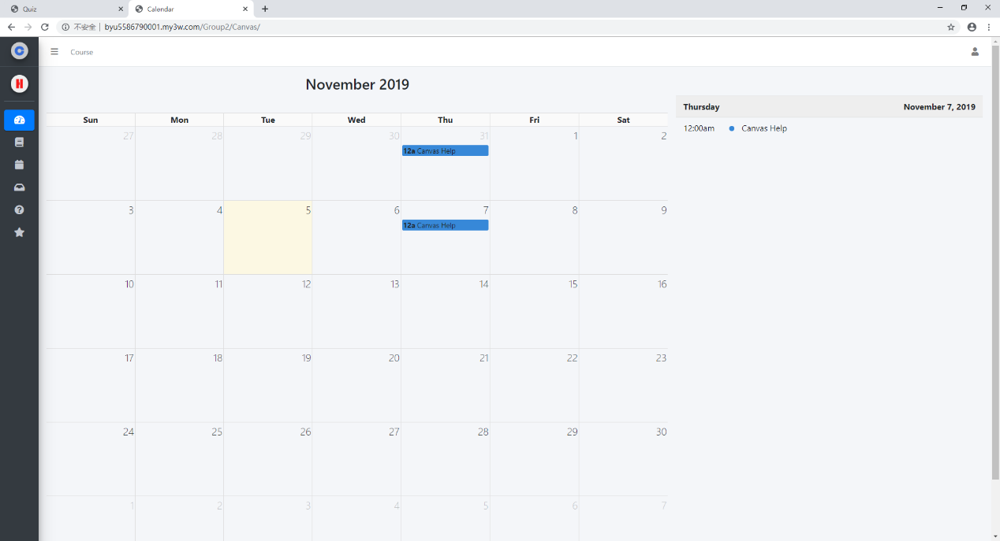 Quiz
Calendar
不安全
byu5586790001.my3w.com/Group2/Canvas/
Course
November 2019
Sun Mon Tue Wed Thu Fri Sat
27 28 29 30 31 1 2
12a Canvas Help
3 4 5 6 7 8 9
12a Canvas Help
10 11 12 13 14 15 16
17 18 19 20 21 22 23
24 25 26 27 28 29 30
1 2 3 4 5 6 7
Thursday November 7, 2019
12:00am Canvas Help